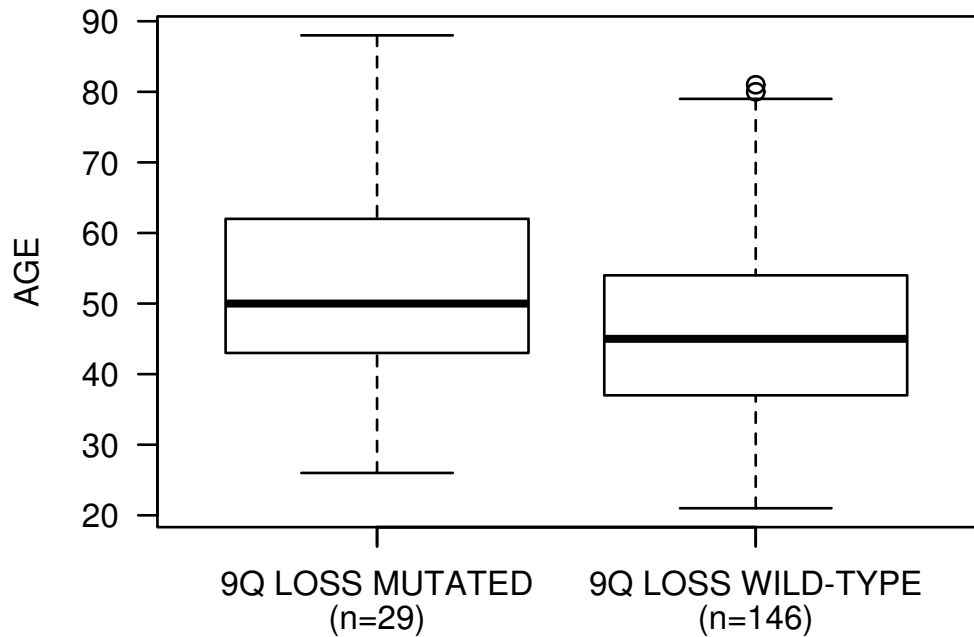 90
80
70
60
50
40
30
20
AGE
9Q LOSS MUTATED
(n=29)
9Q LOSS WILD-TYPE
(n=146)